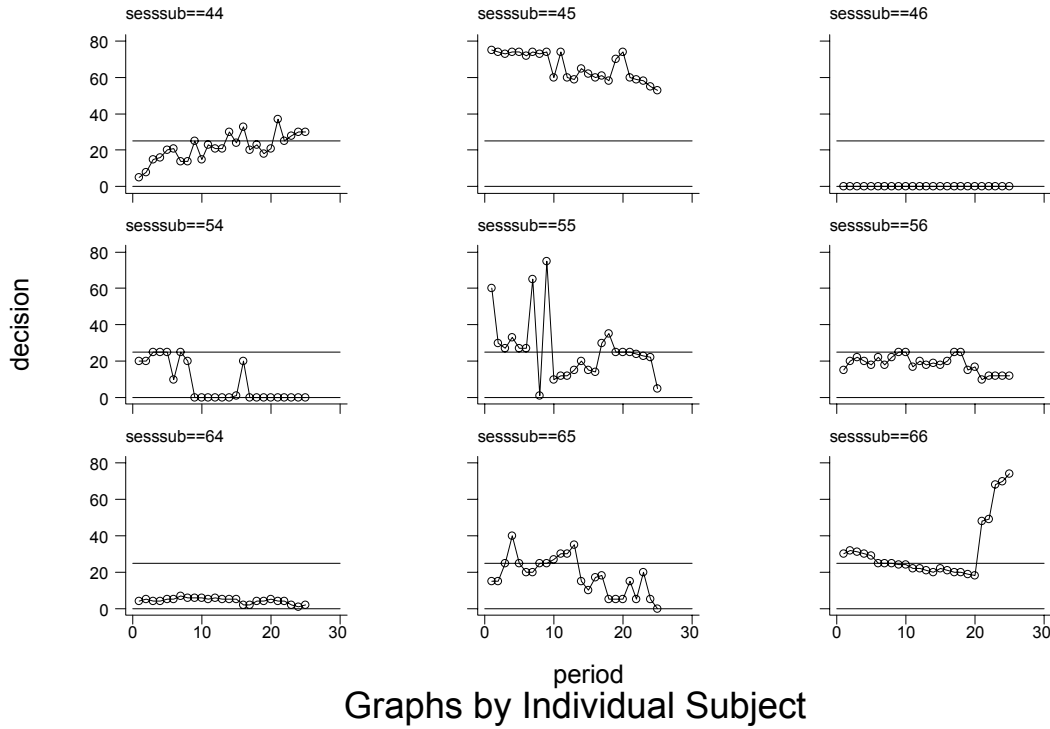 sesssub==44 sesssub==45 sesssub==46
80
60
40
20
0
sesssub==54 sesssub==55 sesssub==56
80
60
40
20
0
sesssub==64 sesssub==65 sesssub==66
80
60
40
20
0
0 10 20 30 0 10 20 30 0 10 20 30
decision
period
Graphs by Individual Subject